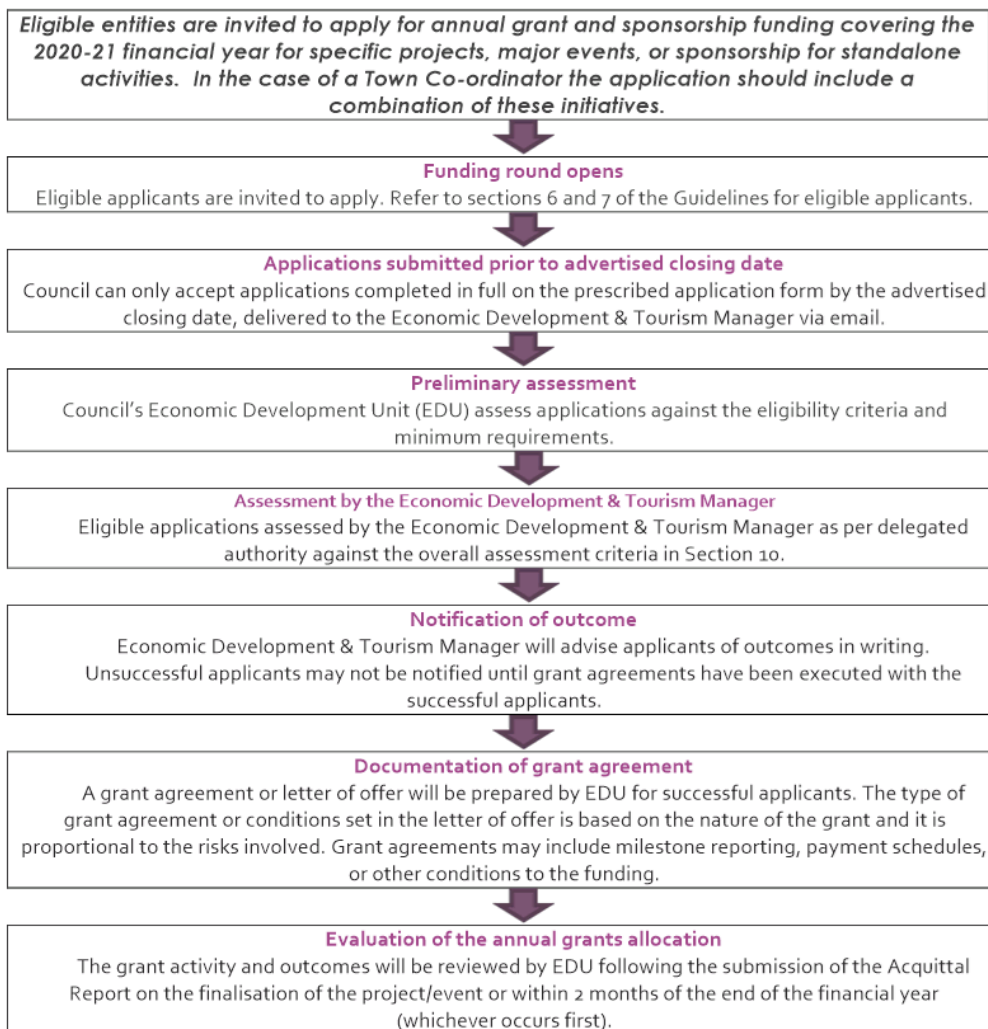 Eligible entities are invited to apply for annual grant and sponsorship funding covering the
2020-21 financial year for specific projects, major events, or sponsorship for standalone
activities.  In the case of a Town Co-ordinator the application should include a
combination of these initiatives.
Funding round opens
Eligible applicants are invited to apply. Refer to sections 6 and 7 of the Guidelines for eligible applicants.
Applications submitted prior to advertised closing date
Council can only accept applications completed in full on the prescribed application form by the advertised
closing date, delivered to the Economic Development & Tourism Manager via email.
Preliminary assessment
Council's Economic Development Unit (EDU) assess applications against the eligibility criteria and
minimum requirements.
Assessment by the Economic Development & Tourism Manager
Eligible applications assessed by the Economic Development & Tourism Manager as per delegated
authority against the overall assessment criteria in Section 10.
Notification of outcome
Economic Development & Tourism Manager will advise applicants of outcomes in writing.
Unsuccessful applicants may not be notified until grant agreements have been executed with the
successful applicants.
Documentation of grant agreement
A grant agreement or letter of offer will be prepared by EDU for successful applicants. The type of
grant agreement or conditions set in the letter of offer is based on the nature of the grant and it is
proportional to the risks involved. Grant agreements may include milestone reporting, payment schedules,
or other conditions to the funding.
Evaluation of the annual grants allocation
The grant activity and outcomes will be reviewed by EDU following the submission of the Acquittal
Report on the finalisation of the project/event or within 2 months of the end of the financial year
(whichever occurs first).